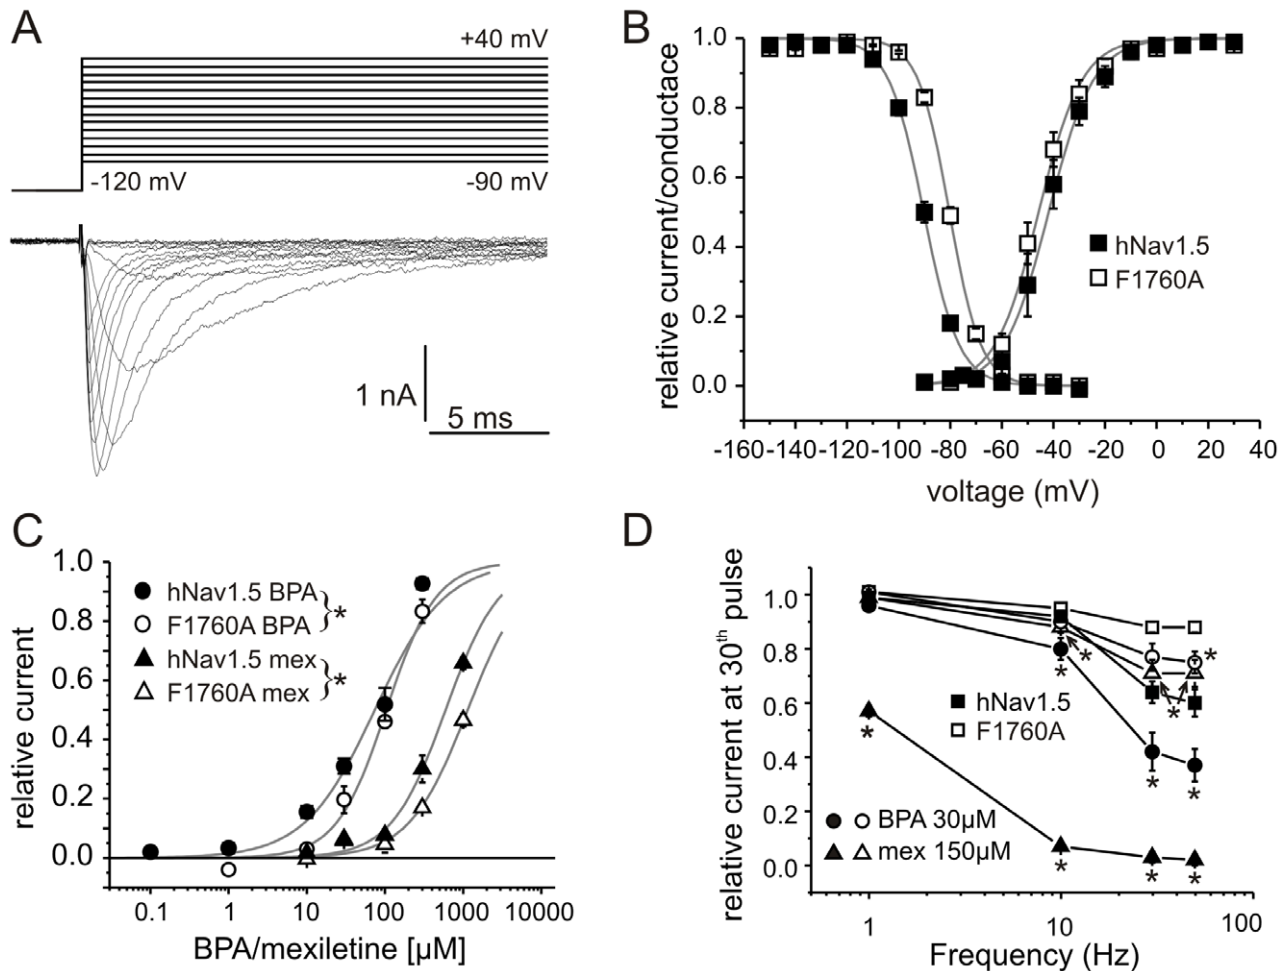 A
+40 mV
-120 mV
-90 mV
1 nA
5 ms
B
relative current/conductace
1.0
0.8
0.6
0.4
0.2
0.0
hNav1.5
F1760A
-160 -140 -120 -100 -80 -60 -40 -20 0 20 40
voltage (mV)
C
relative current
1.0
0.8
0.6
0.4
0.2
0.0
hNav1.5 BPA
F1760A BPA
}*
hNav1.5 mex
F1760A mex
}*
0.1 1 10 100 1000 10000
BPA/mexiletine [µM]
D
relative current at 30th pulse
1.0
0.8
0.6
0.4
0.2
0.0
* * * * * * * * * * *
hNav1.5
F1760A
BPA 30µM
mex 150µM
1 10 100
Frequency (Hz)